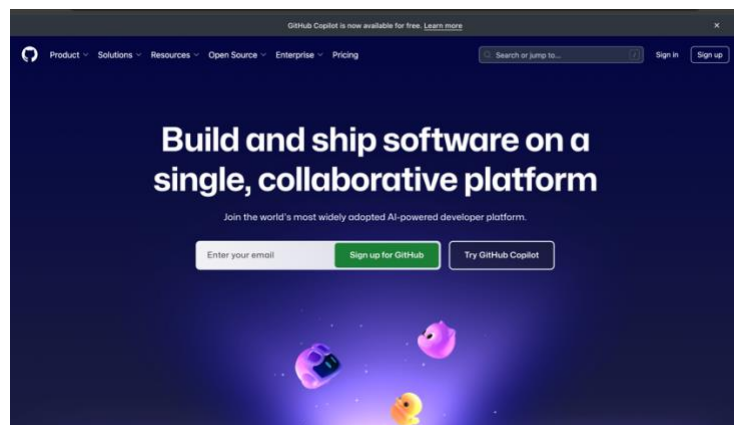 GitHub Copilot is now available for free. Learn more
Product Solutions Resources Open Source Enterprise Pricing Search or jump to... / Sign in Sign up
Build and ship software on a
single, collaborative platform
Join the world's most widely adopted AI-powered developer platform.
Enter your email Sign up for GitHub Try GitHub Copilot